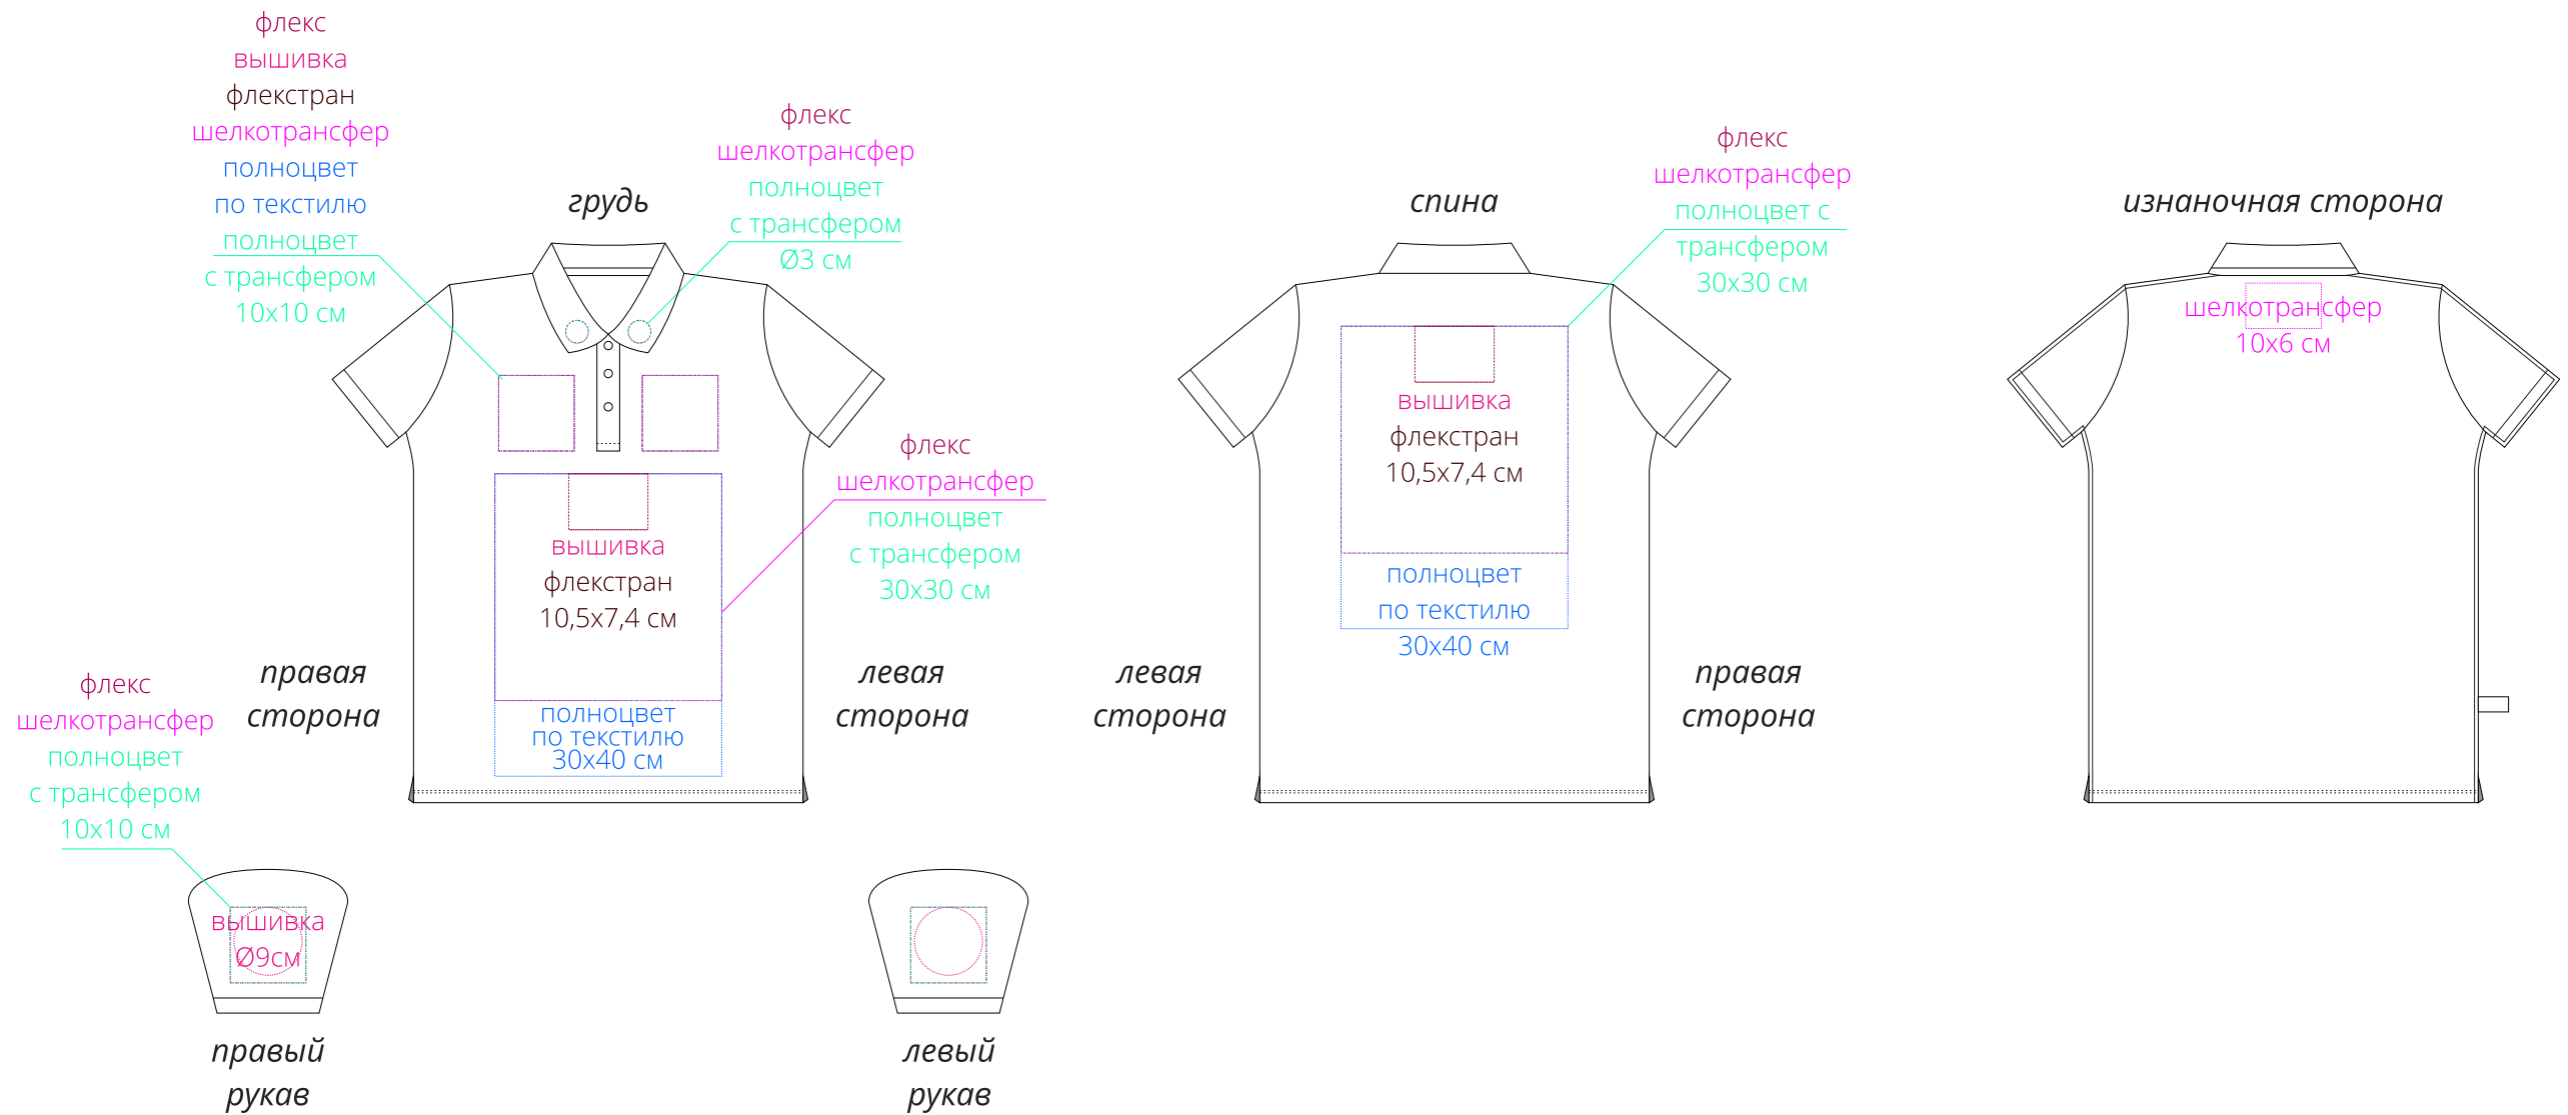 флекс
вышивка
флекстран
шелкотрансфер
полноцвет
по текстилю
полноцвет
с трансфером
10х10 см
грудь
флекс
шелкотрансфер
полноцвет
с трансфером
Ø3 см
флекс
шелкотрансфер
полноцвет
с трансфером
30х30 см
вышивка
флекстран
10,5х7,4 см
полноцвет
по текстилю
30х40 см
правая
сторона
левая
сторона
спина
флекс
шелкотрансфер
полноцвет с
трансфером
30х30 см
вышивка
флекстран
10,5х7,4 см
полноцвет
по текстилю
30х40 см
левая
сторона
правая
сторона
изнаночная сторона
шелкотрансфер
10х6 см
флекс
шелкотрансфер
полноцвет
с трансфером
10х10 см
вышивка
Ø9см
правый
рукав
левый
рукав